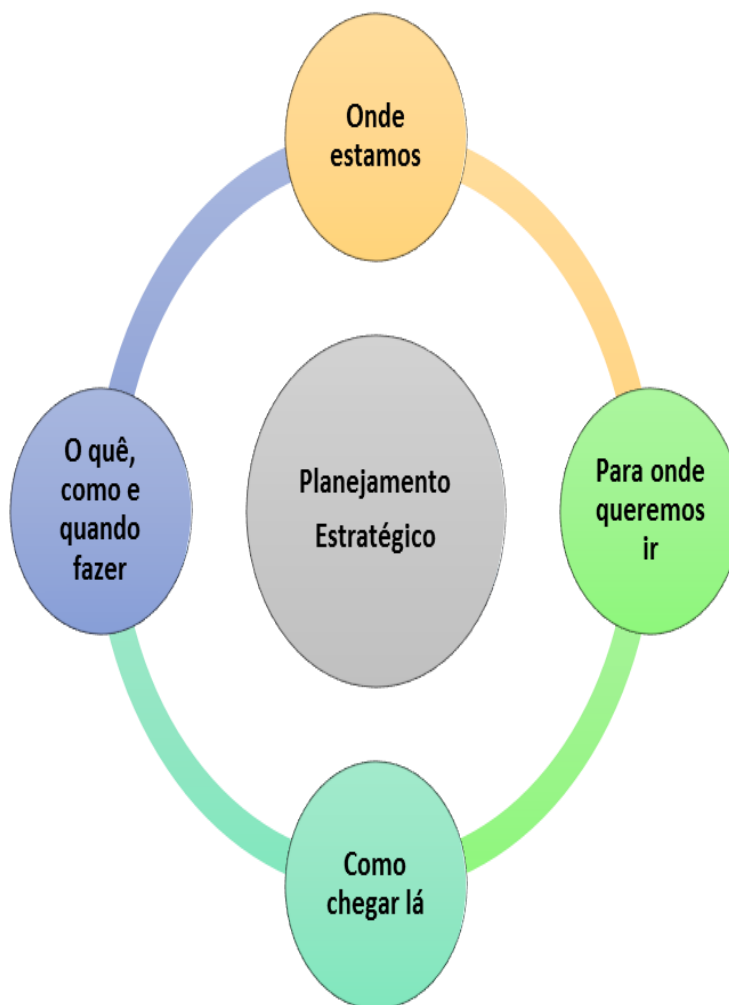 Onde
estamos
Para onde
queremos
ir
Como
chegar lá
O quê,
como e
quando
fazer
Planejamento
Estratégico